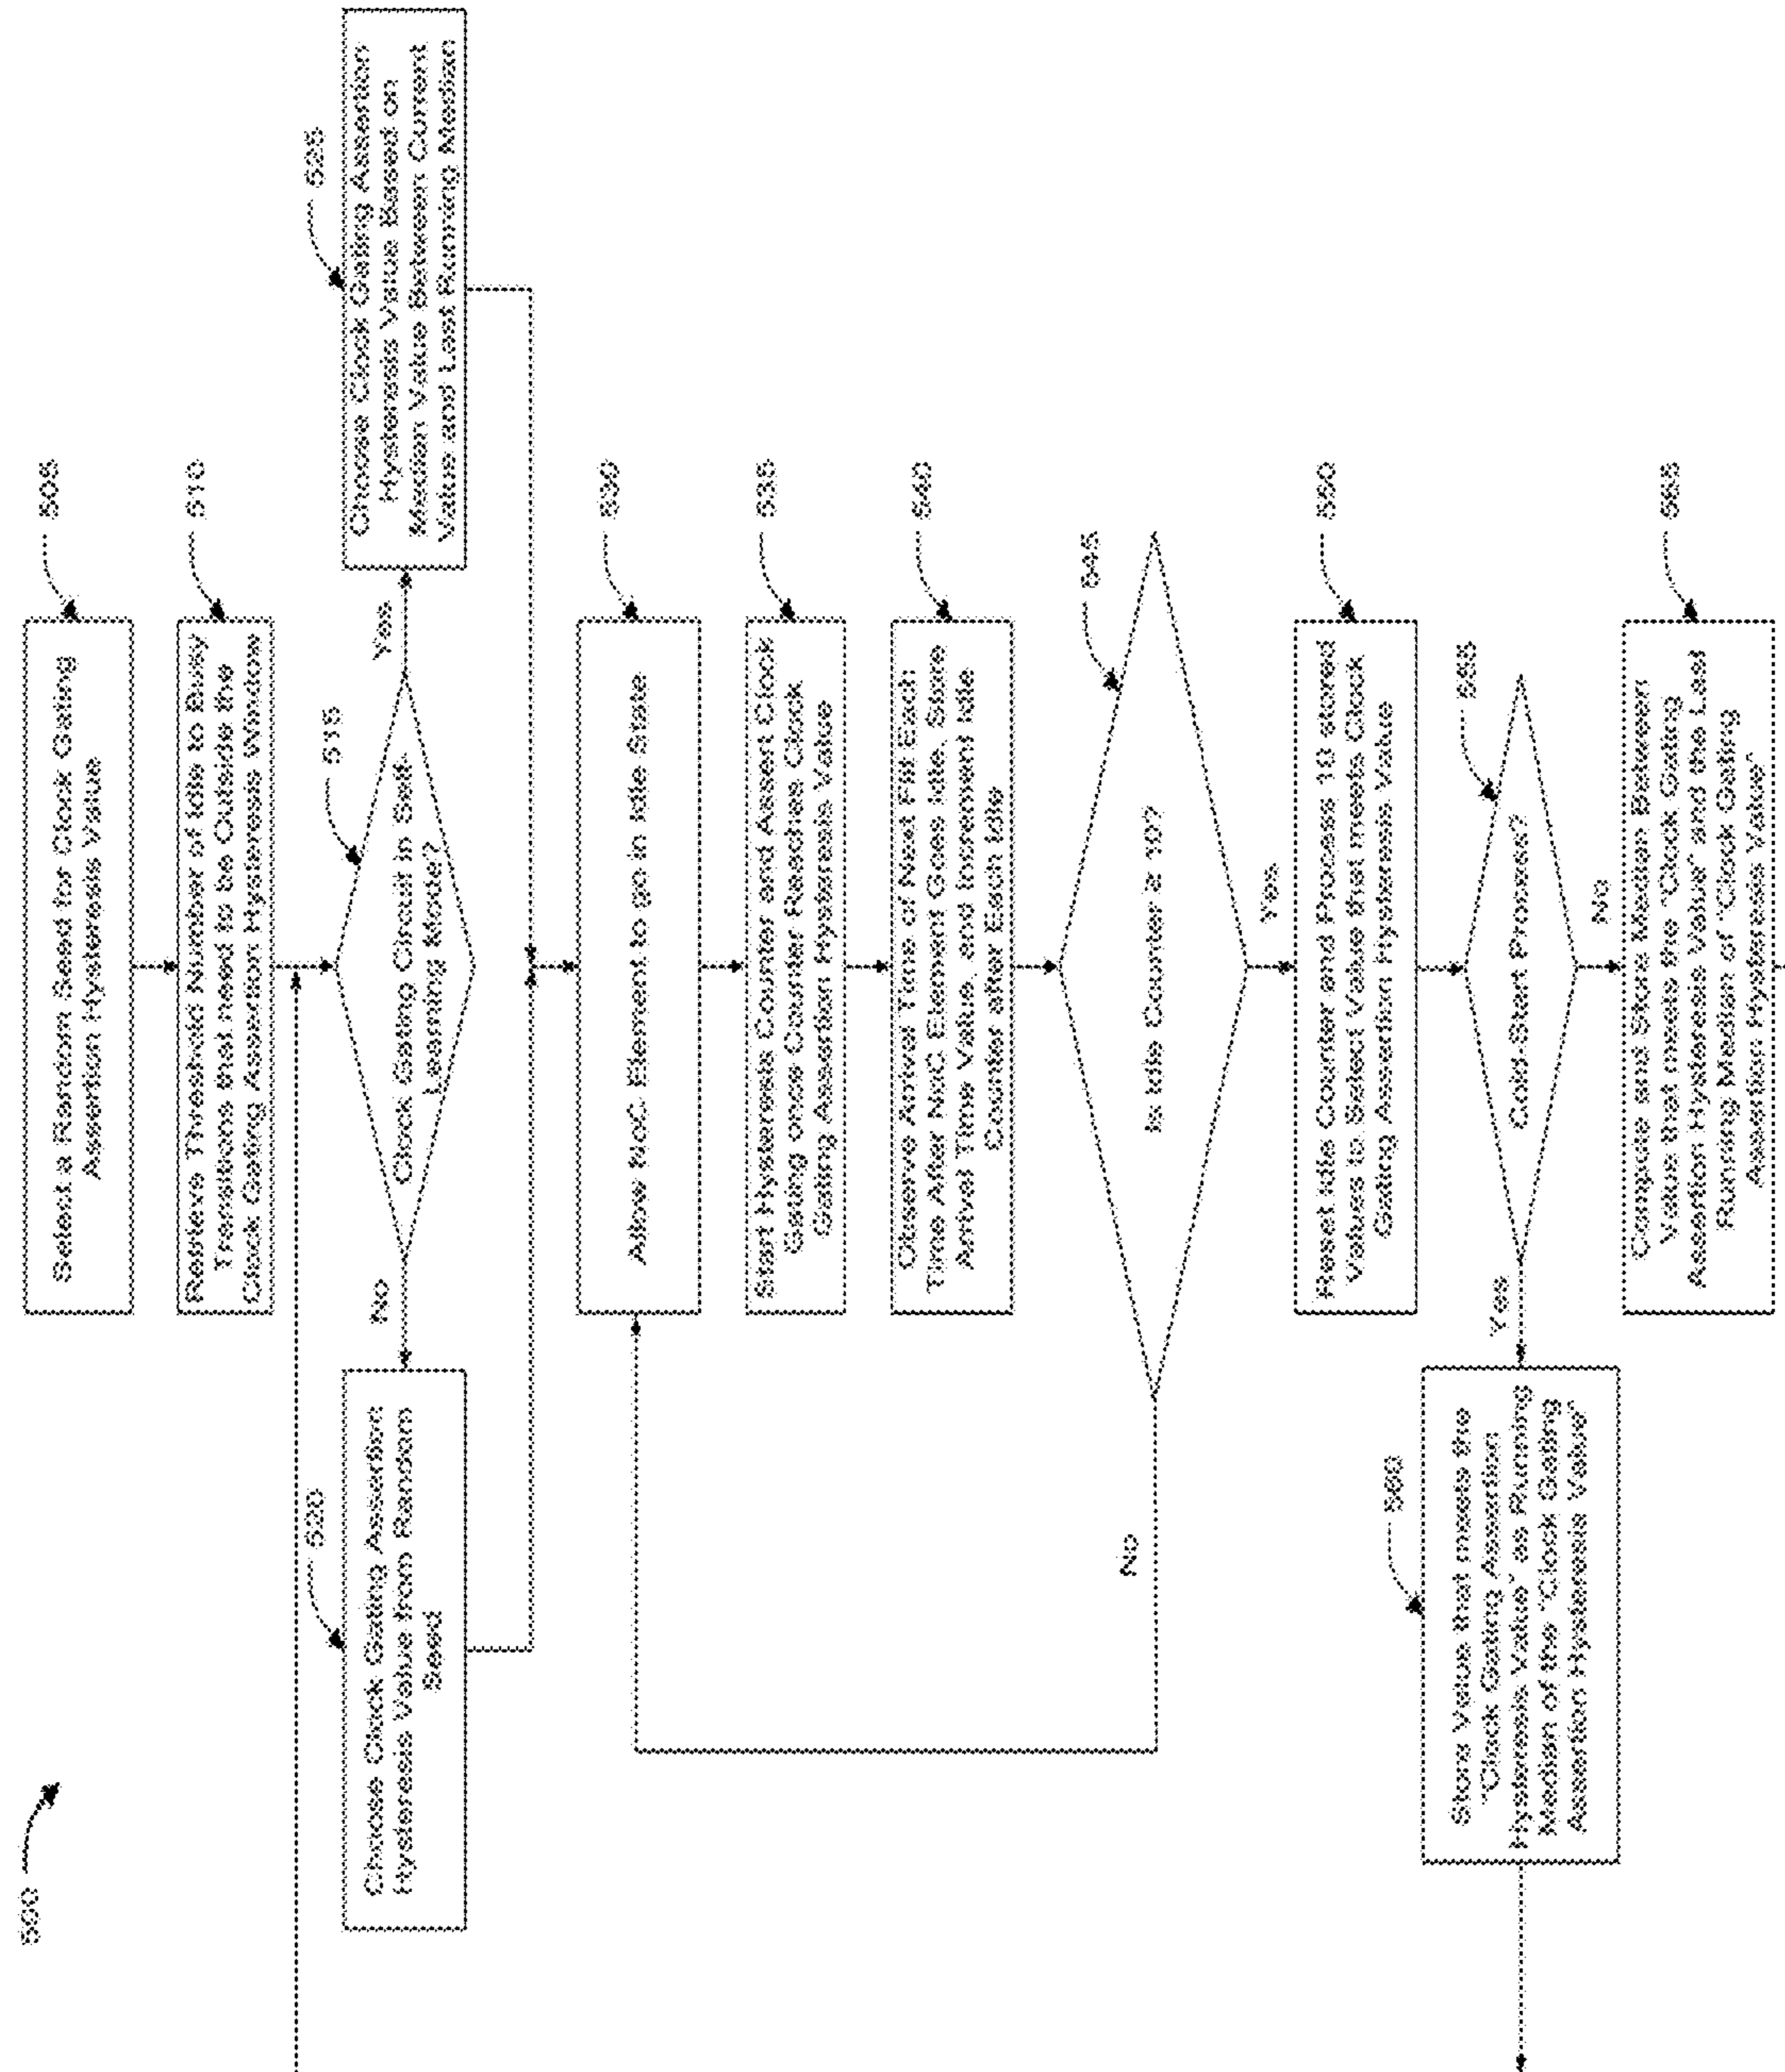 500
505
Select a Random Seed for Clock Gating
Assertion Hysteresis Value
510
Retrieve Threshold Number of Idle to Busy
Transitions that need to be Outside the
Clock Gating Assertion Hysteresis Window
515
Clock Gating Circuit in Self-
Learning Mode?
No
Yes
520
Choose Clock Gating Assertion
Hysteresis Value from Random
Seed
525
Choose Clock Gating Assertion
Hysteresis Value Based on
Median Value Between Current
Value and Last Running Median
530
Allow NoC Element to go in Idle State
535
Start Hysteresis Counter and Assert Clock
Gating once Counter Reaches Clock
Gating Assertion Hysteresis Value
540
Observe Arrival Time of Next Flit Each
Time After NoC Element Goes Idle, Store
Arrival Time Value, and Increment Idle
Counter after Each Idle
545
Is Idle Counter ≥ 10?
No
Yes
550
Reset Idle Counter and Process 10 stored
Values to Select Value that meets Clock
Gating Assertion Hysteresis Value
555
Cold-Start Process?
Yes
No
560
Store Value that meets the
"Clock Gating Assertion
Hysteresis Value" as Running
Median of the "Clock Gating
Assertion Hysteresis Value"
565
Compute and Store Median Between
Value that meets the "Clock Gating
Assertion Hysteresis Value" and the Last
Running Median of "Clock Gating
Assertion Hysteresis Value"